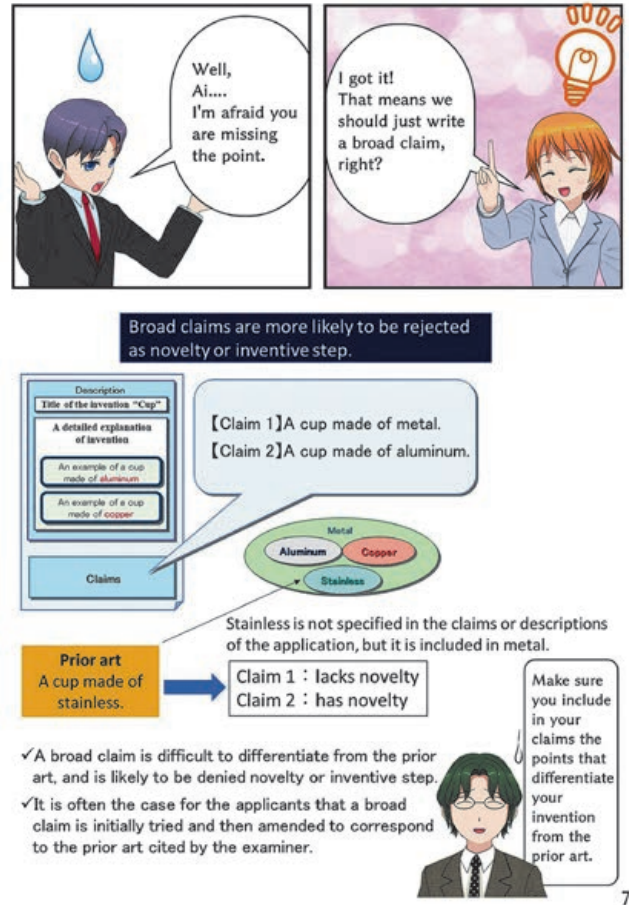 I got it!
That means we
should just write
a broad claim,
right?
Well,
Ai....
I'm afraid you
are missing
the point.
Broad claims are more likely to be rejected
as novelty or inventive step.
Description
Title of the invention "Cup"
A detailed explanation
of invention
An example of a cup
made of aluminum
An example of a cup
made of copper
Claims
【Claim 1】A cup made of metal.
【Claim 2】A cup made of aluminum.
Metal
Aluminum
Copper
Stainless
Stainless is not specified in the claims or descriptions
of the application, but it is included in metal.
Prior art
A cup made of
stainless.
Claim 1：lacks novelty
Claim 2：has novelty
Make sure
you include
in your
claims the
points that
differentiate
your
invention
from the
prior art.
✓A broad claim is difficult to differentiate from the prior
art, and is likely to be denied novelty or inventive step.
✓It is often the case for the applicants that a broad
claim is initially tried and then amended to correspond
to the prior art cited by the examiner.
7